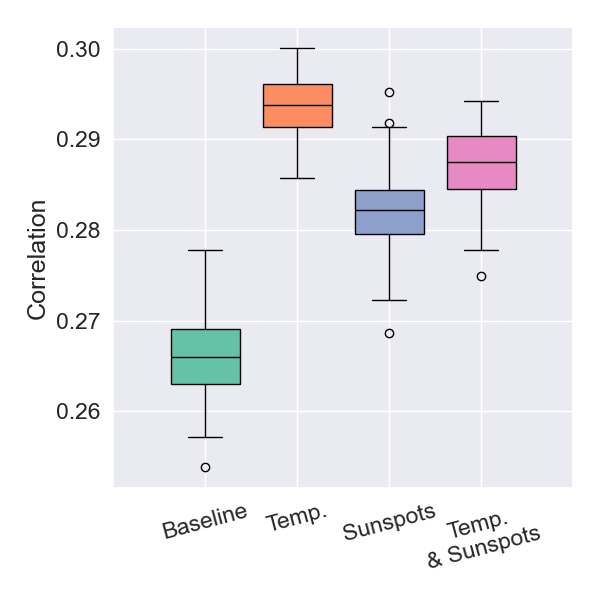 0.30
0.29
0.28
0.27
0.26
Correlation
Baseline
Temp.
Sunspots
Temp.
& Sunspots